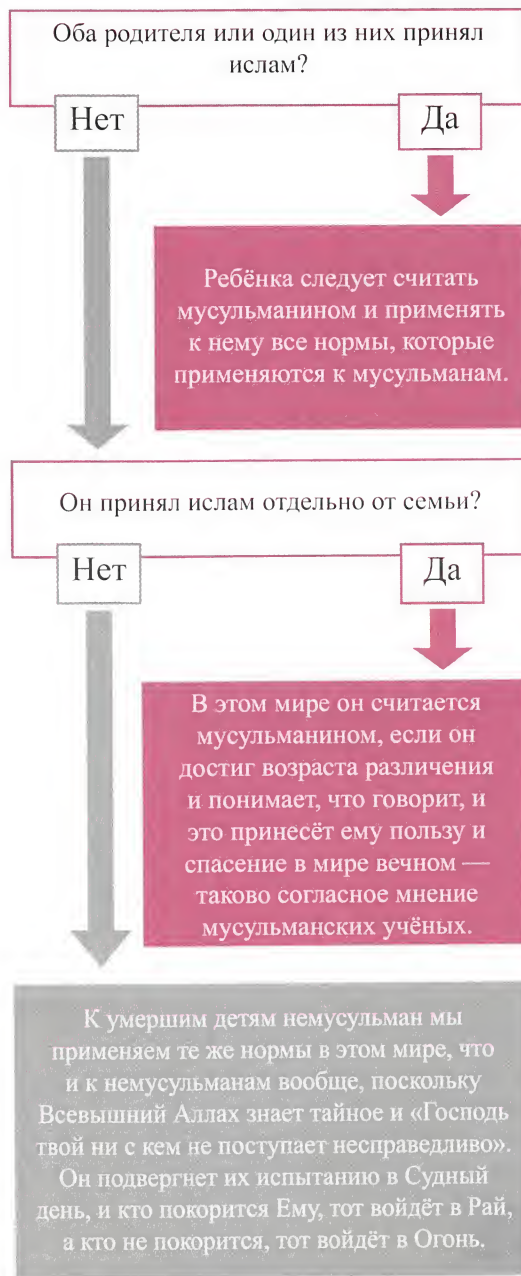 Оба родителя или один из них принял
ислам?
Нет
Да
Ребёнка следует считать
мусульманином и применять
к нему все нормы, которые
применяются к мусульманам.
Он принял ислам отдельно от семьи?
Нет
Да
В этом мире он считается
мусульманином, если он
достиг возраста различения
и понимает, что говорит, и
это принесёт ему пользу и
спасение в мире вечном —
таково согласное мнение
мусульманских учёных.
К умершим детям немусульман мы
применяем те же нормы в этом мире, что
и к немусульманам вообще, поскольку
Всевышний Аллах знает тайное и «Господь
твой ни с кем не поступает несправедливо».
Он подвергнет их испытанию в Судный
день, и кто покорится Ему, тот войдёт в Рай,
а кто не покорится, тот войдёт в Огонь.